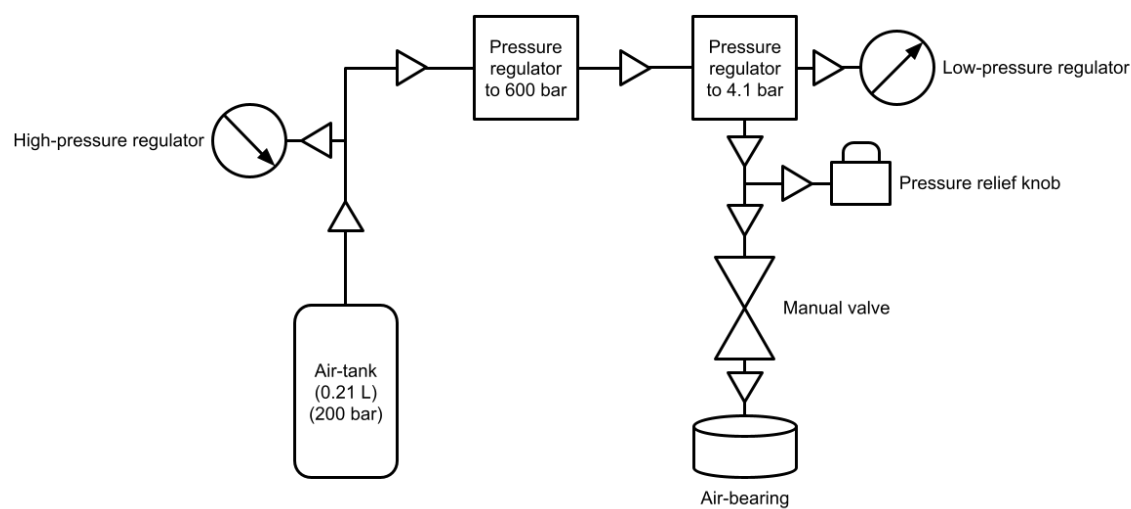 Pressure
regulator
to 600 bar
Pressure
regulator
to 4.1 bar
Low-pressure regulator
High-pressure regulator
Pressure relief knob
Manual valve
Air-tank
(0.21 L)
(200 bar)
Air-bearing